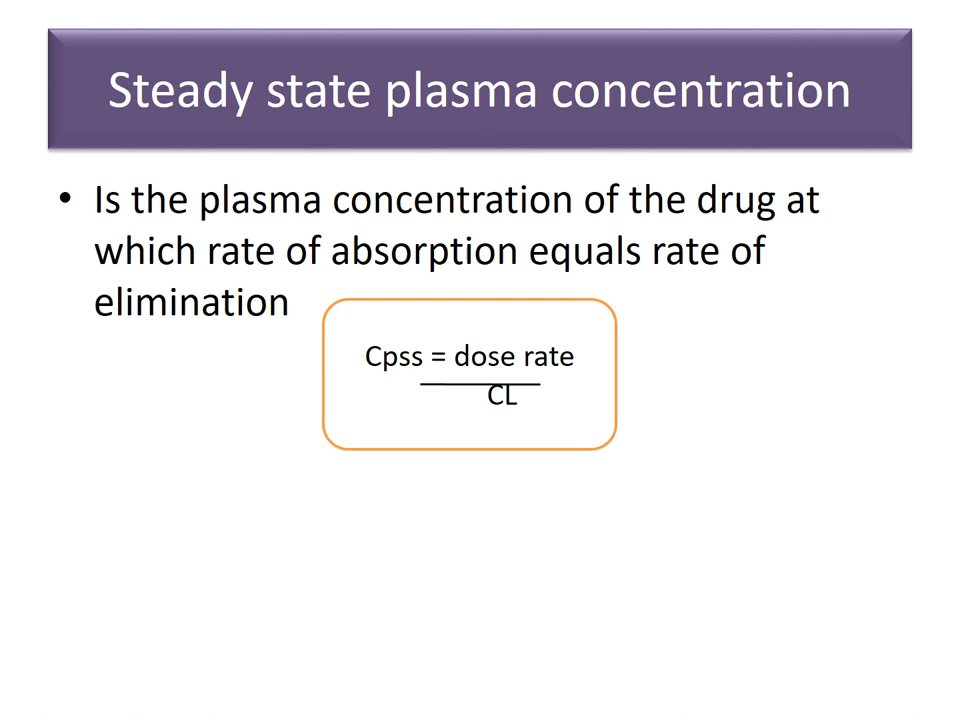 Steady state plasma concentration
• Is the plasma concentration of the drug at
which rate of absorption equals rate of
elimination
Cpss = dose rate
CL